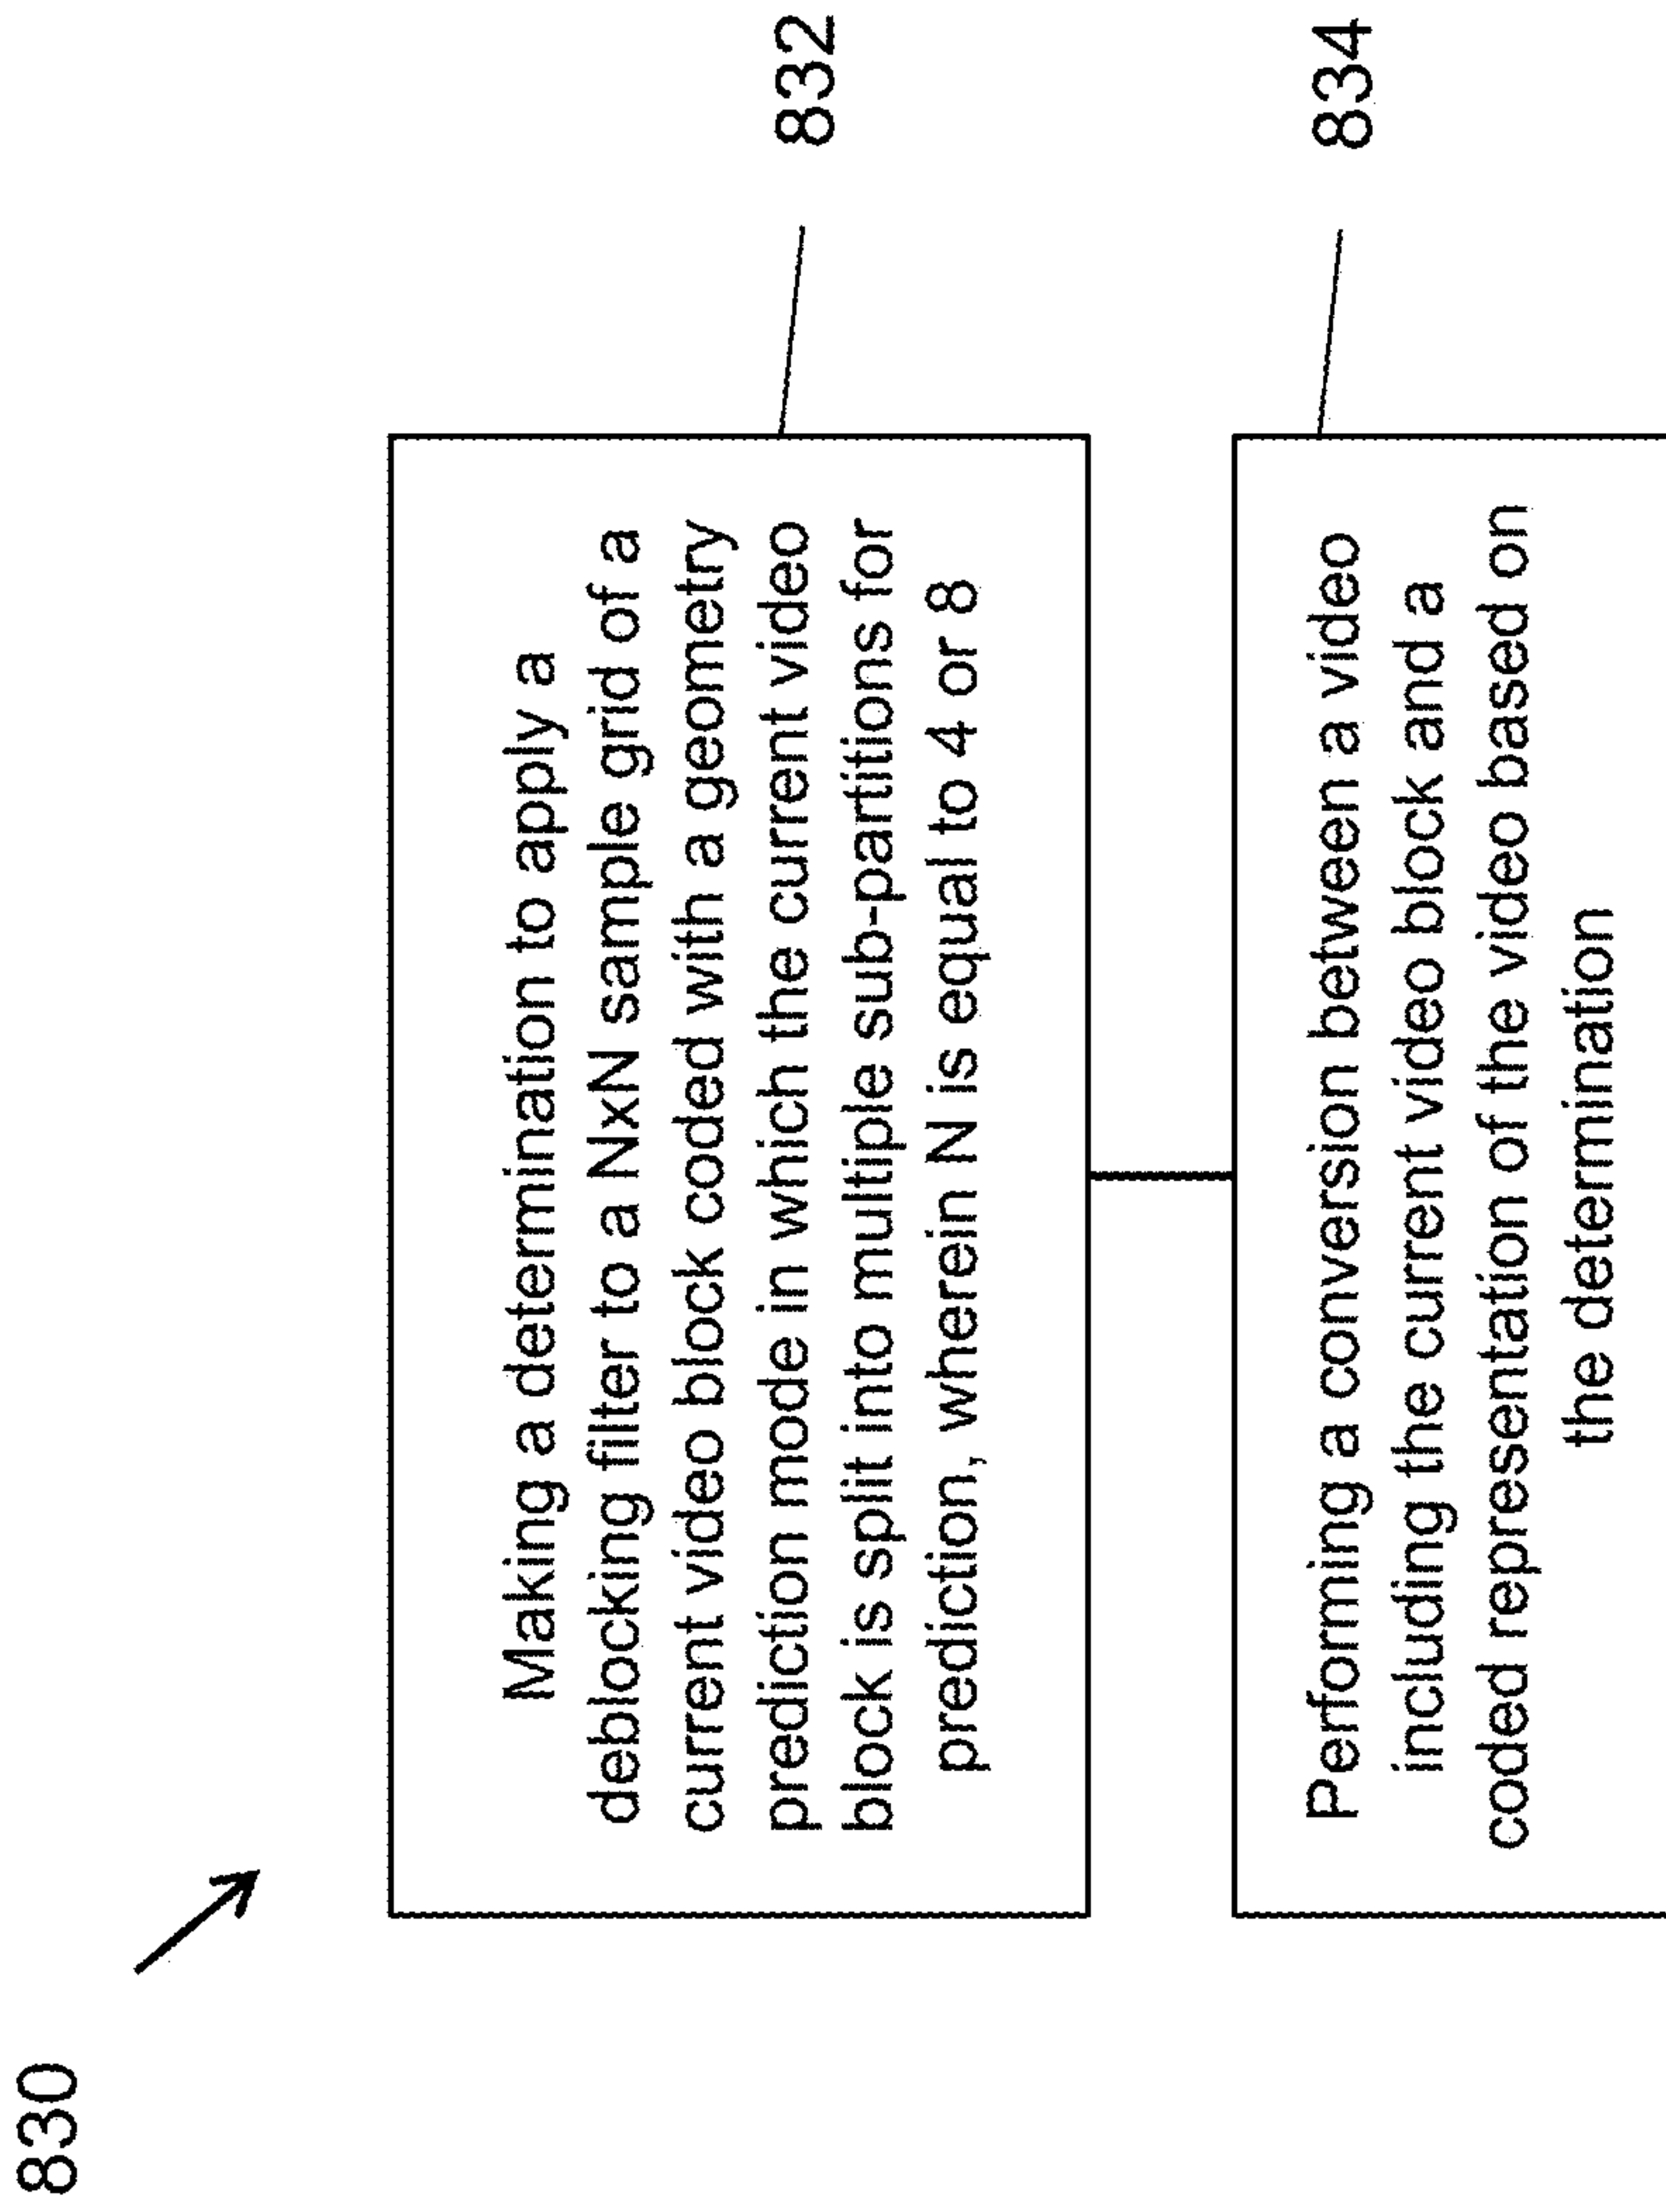 830
Making a determination to apply a
deblocking filter to a NxN sample grid of a
current video block coded with a geometry
prediction mode in which the current video
block is split into multiple sub-partitions for
prediction, wherein N is equal to 4 or 8
832
Performing a conversion between a video
including the current video block and a
coded representation of the video based on
the determination
834